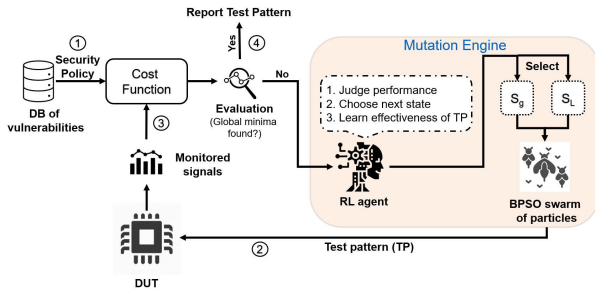 Report Test Pattern
1
Security
Policy
Yes
4
Mutation Engine
Select
Cost
Function
No
1. Judge performance
2. Choose next state
3. Learn effectiveness of TP
Sg
SL
DB of
vulnerabilities
Evaluation
(Global minima
found?)
3
Monitored
signals
RL agent
BPSO swarm
of particles
2
Test pattern (TP)
DUT